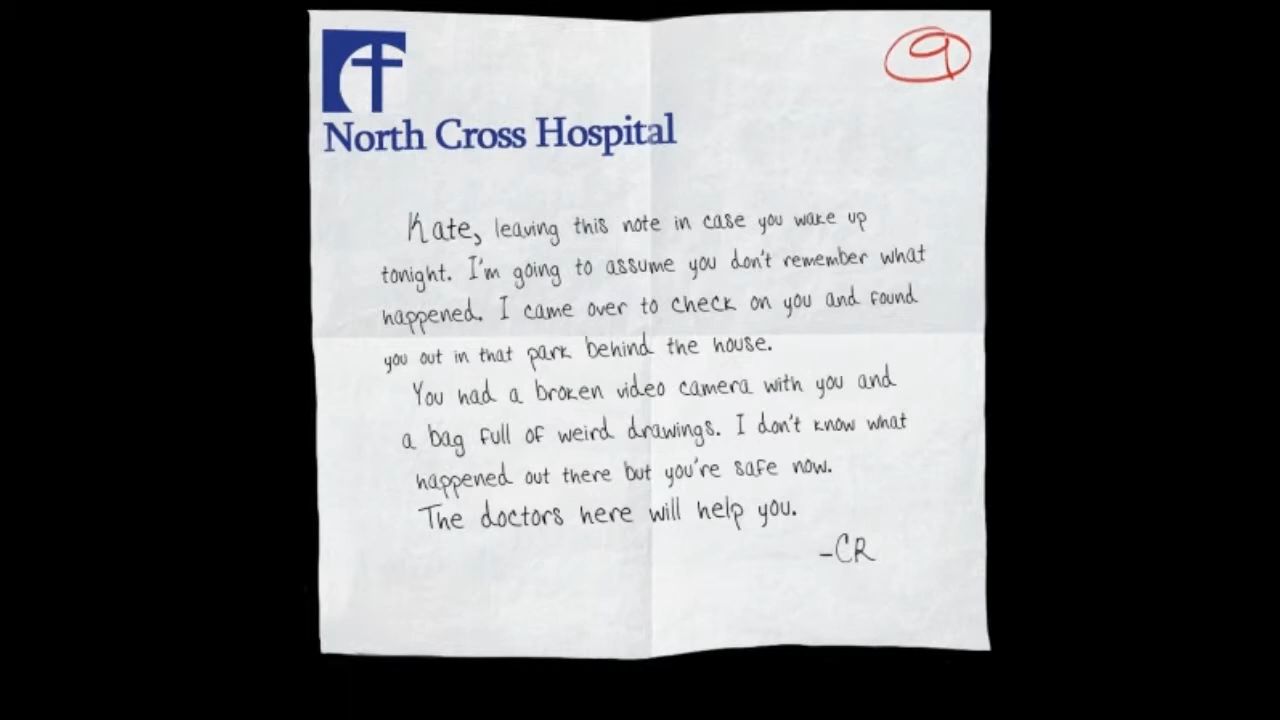 9
North Cross Hospital
Kate, leaving this note in case you wake up
tonight. I'm going to assume you don't remember what
happened. I came over to check on you and found
you out in that park behind the house.
You had a broken video camera with you and
a bag full of weird drawings. I don't know what
happened out there but you're safe now.
The doctors here will help you.
-CR